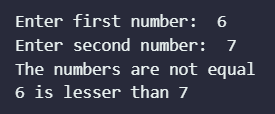 Enter first number:  6
Enter second number:  7
The numbers are not equal
6 is lesser than 7